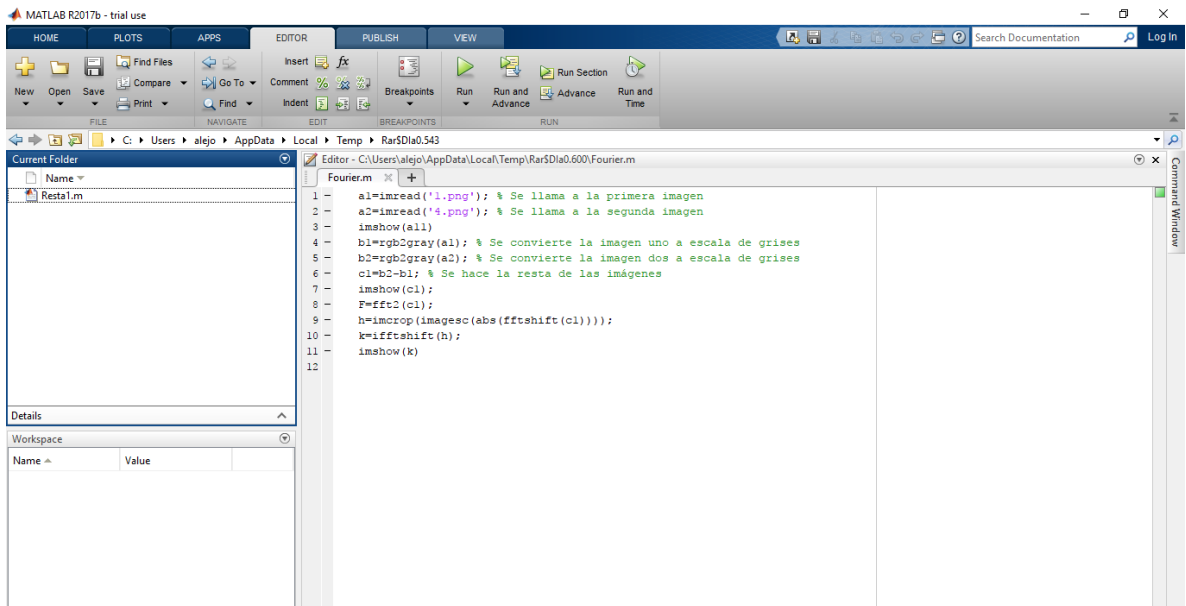 MATLAB R2017b - trial use
HOME PLOTS APPS EDITOR PUBLISH VIEW Search Documentation Log In
New Open Save Find Files Compare Print Go To Find Insert fx Comment Indent Breakpoints Run Run and Advance Run Section Advance Run and Time
FILE NAVIGATE EDIT BREAKPOINTS RUN
C: Users alejo AppData Local Temp Rar$DIa0.543
Current Folder
Name
Resta1.m
Details
Workspace
Name Value
Editor - C:\Users\alejo\AppData\Local\Temp\Rar$DIa0.600\Fourier.m
Fourier.m
1 a1=imread('1.png'); % Se llama a la primera imagen
2 a2=imread('4.png'); % Se llama a la segunda imagen
3 imshow(a11)
4 b1=rgb2gray(a1); % Se convierte la imagen uno a escala de grises
5 b2=rgb2gray(a2); % Se convierte la imagen dos a escala de grises
6 c1=b2-b1; % Se hace la resta de las imágenes
7 imshow(c1);
8 F=fft2(c1);
9 h=imcrop(imagesc(abs(fftshift(c1))));
10 k=ifftshift(h);
11 imshow(k)
12
Command Window